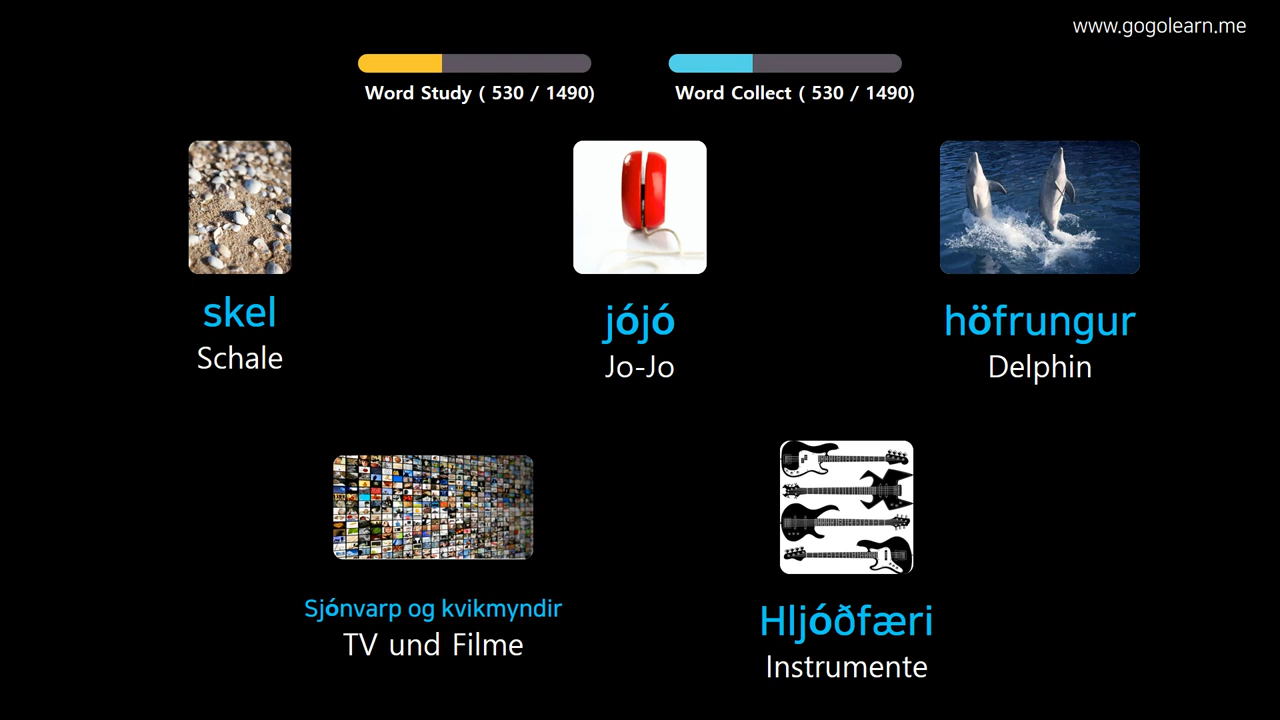 www.gogolearn.me
Word Study ( 530 / 1490)
Word Collect ( 530 / 1490)
skel
Schale
jójó
Jo-Jo
höfrungur
Delphin
Sjónvarp og kvikmyndir
TV und Filme
Hljóðfæri
Instrumente